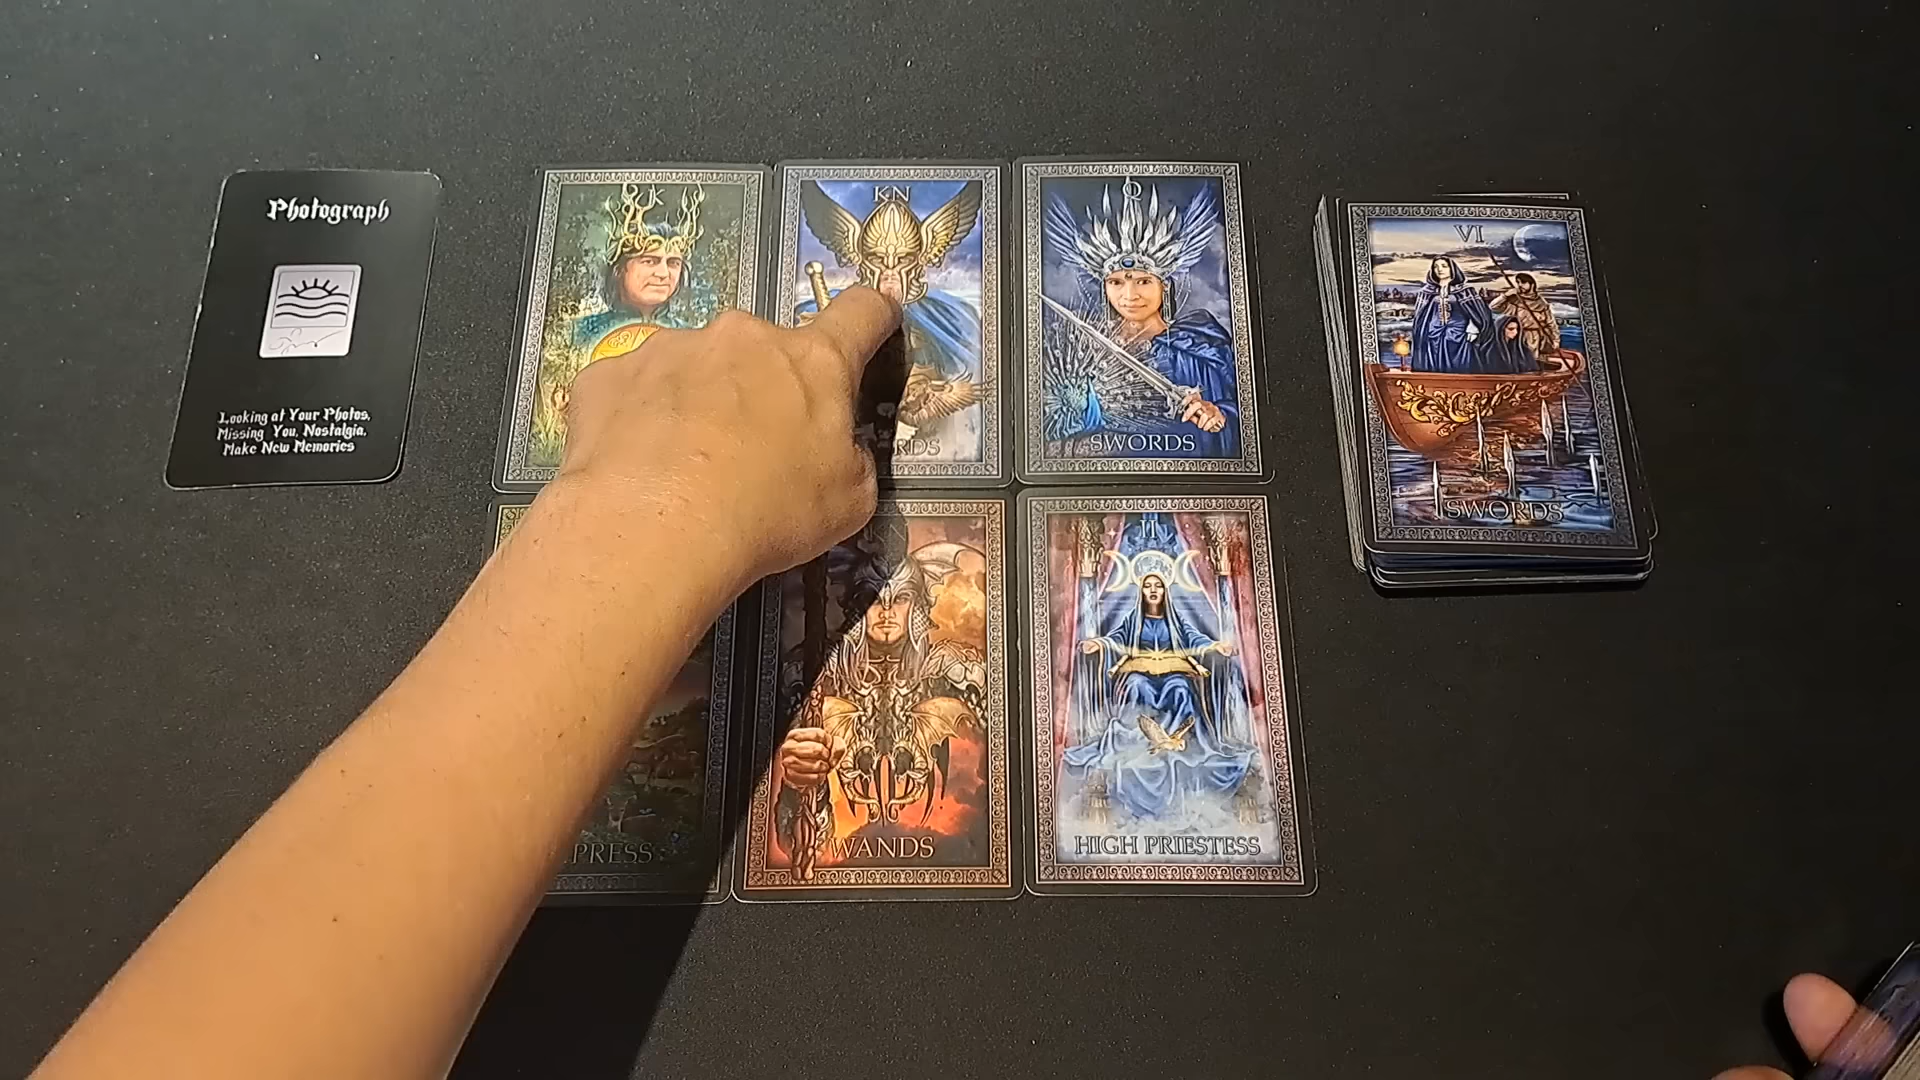 Photograph
Looking at Your Photos,
Missing You, Nostalgia,
Make New Memories
K
KN
RDS
Q
SWORDS
VI
SWORDS
PRESS
WANDS
II
HIGH PRIESTESS